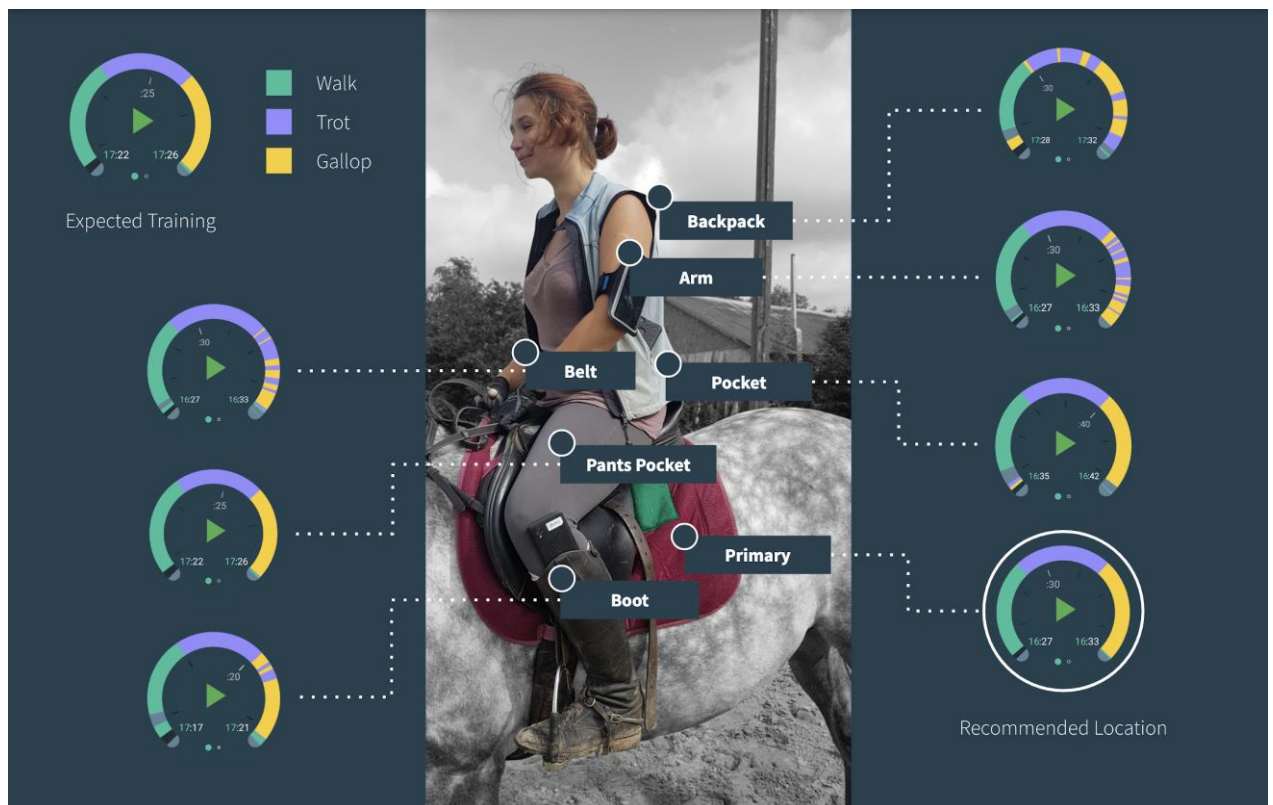 :25
17:22
17:26
Expected Training
Walk
Trot
Gallop
:30
16:27
16:33
:25
17:22
17:26
:20
17:17
17:21
Backpack
Arm
Belt
Pocket
Pants Pocket
Primary
Boot
:30
17:28
17:32
:30
16:27
16:33
:40
16:35
16:42
:30
16:27
16:33
Recommended Location